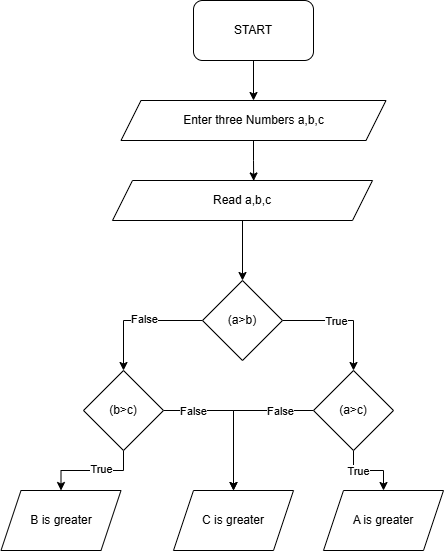 START
Enter three Numbers a,b,c
Read a,b,c
(a>b)
False
True
(b>c)
False
False
(a>c)
True
True
B is greater
C is greater
A is greater